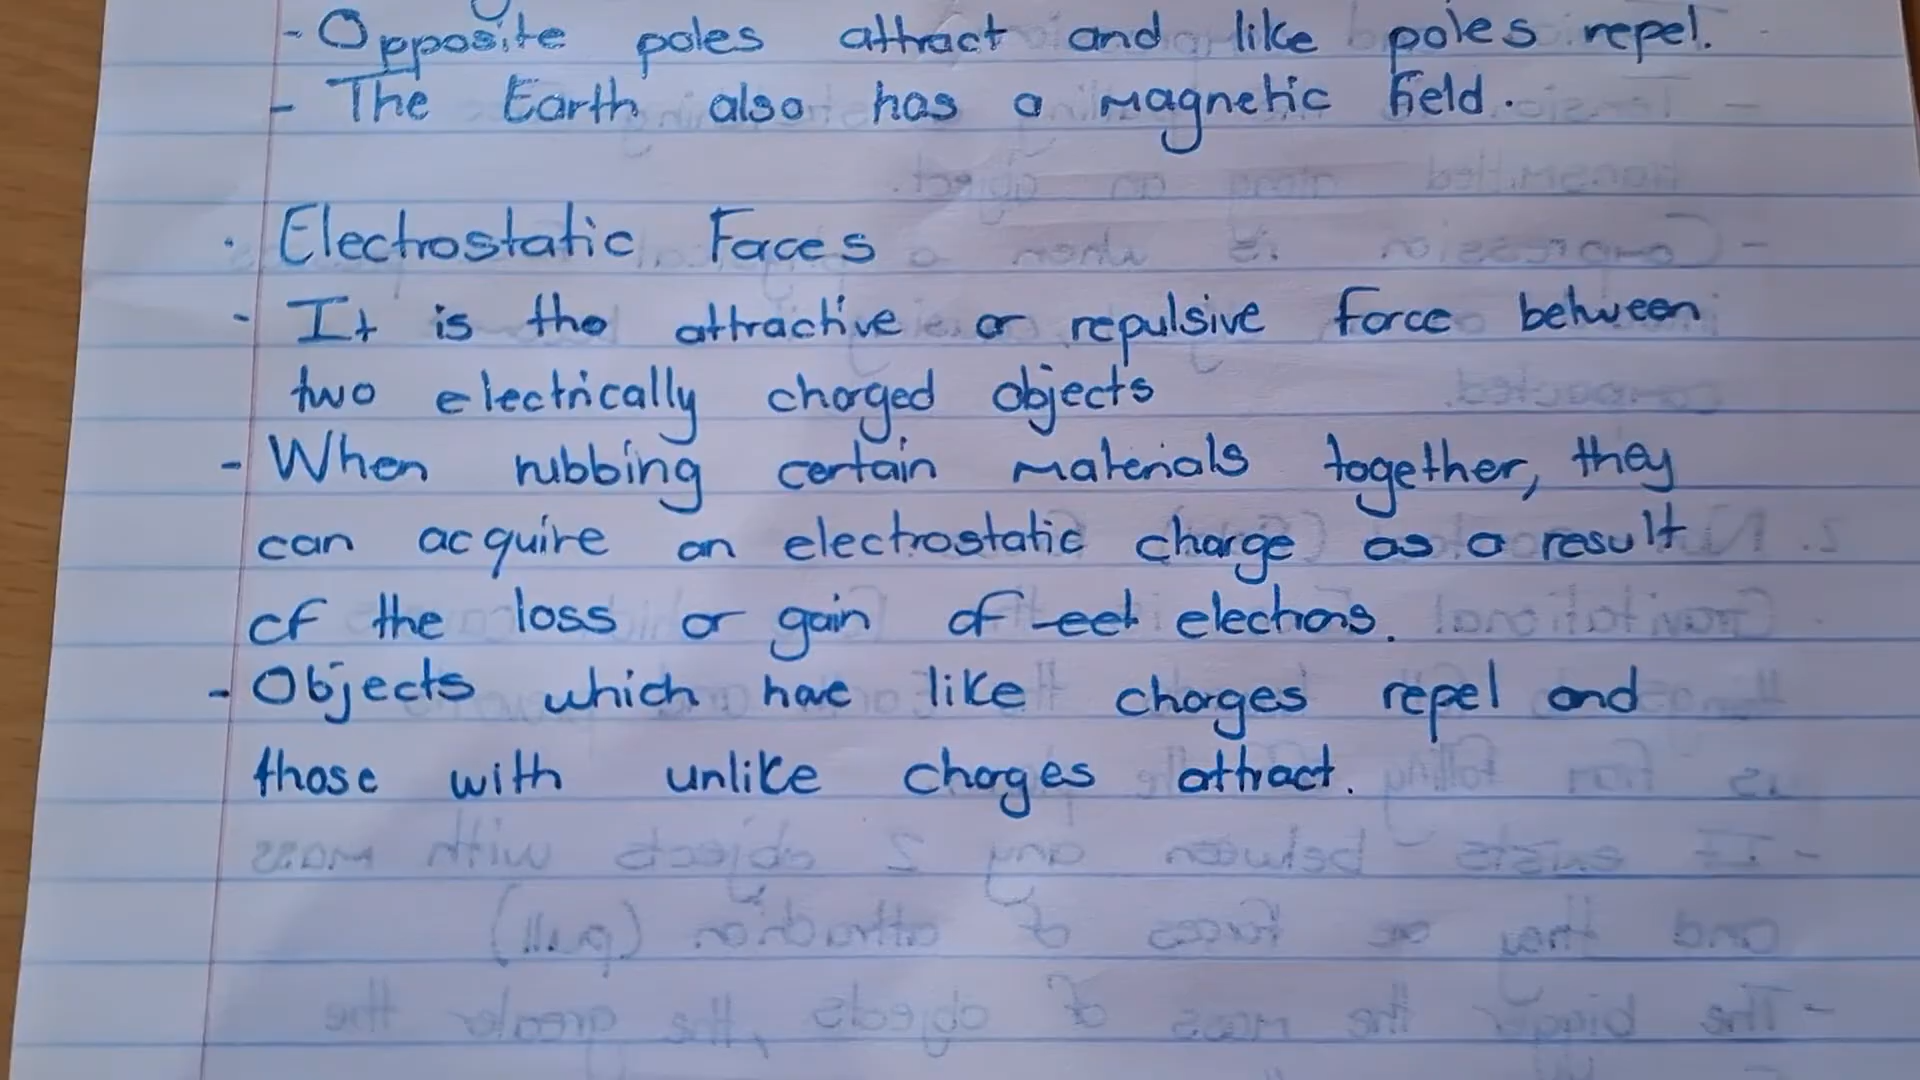 - Opposite poles attract and like poles repel.
- The Earth also has a magnetic field.
· Electrostatic Forces
- It is the attractive or repulsive force between
two electrically charged objects
- When rubbing certain materials together, they
can acquire an electrostatic charge as a result
of the loss or gain of eet electrons.
- Objects which have like charges repel and
those with unlike charges attract.